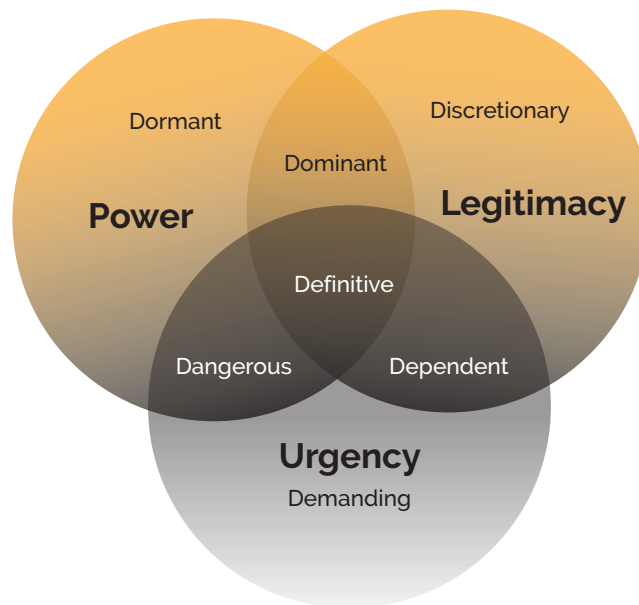 Discretionary
Dormant
Dominant
Legitimacy
Power
Definitive
Dangerous
Dependent
Urgency
Demanding